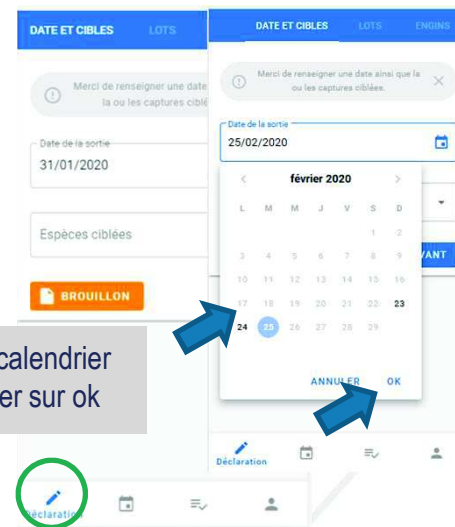 DATE ET CIBLES LOTS
Merci de renseigner une date
la ou les captures ciblé
Date de la sortie
31/01/2020
Espèces ciblées
BROUILLON
calendrier
er sur ok
DATE ET CIBLES LOTS ENGINS
Merci de renseigner une date ainsi que la
ou les captures ciblées.
Date de la sortie
25/02/2020
février 2020
L M M J V S D
1 2
3 4 5 6 7 8 9
10 11 12 13 14 15 16
17 18 19 20 21 22 23
24 25 26 27 28 29
VANT
ANNULER OK
Déclaration
Déclaration